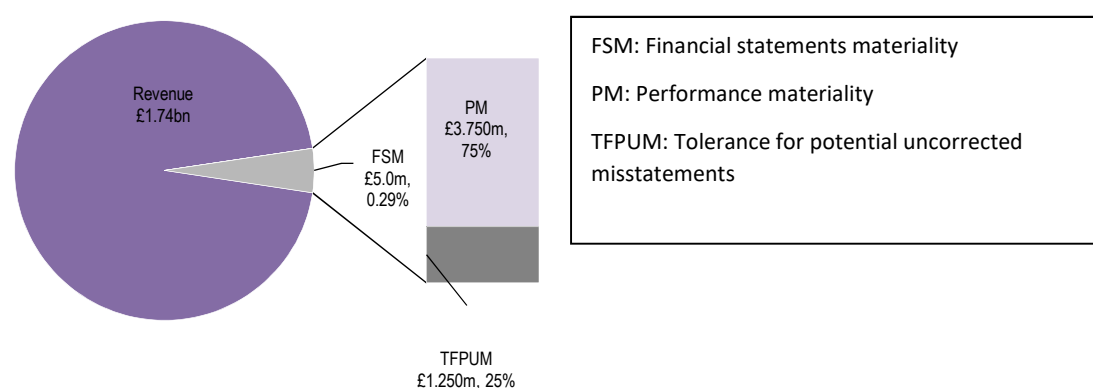 Revenue
£1.74bn
FSM
£5.0m,
0.29%
PM
£3.750m,
75%
TFPUM
£1.250m, 25%
FSM: Financial statements materiality
PM: Performance materiality
TFPUM: Tolerance for potential uncorrected
misstatements